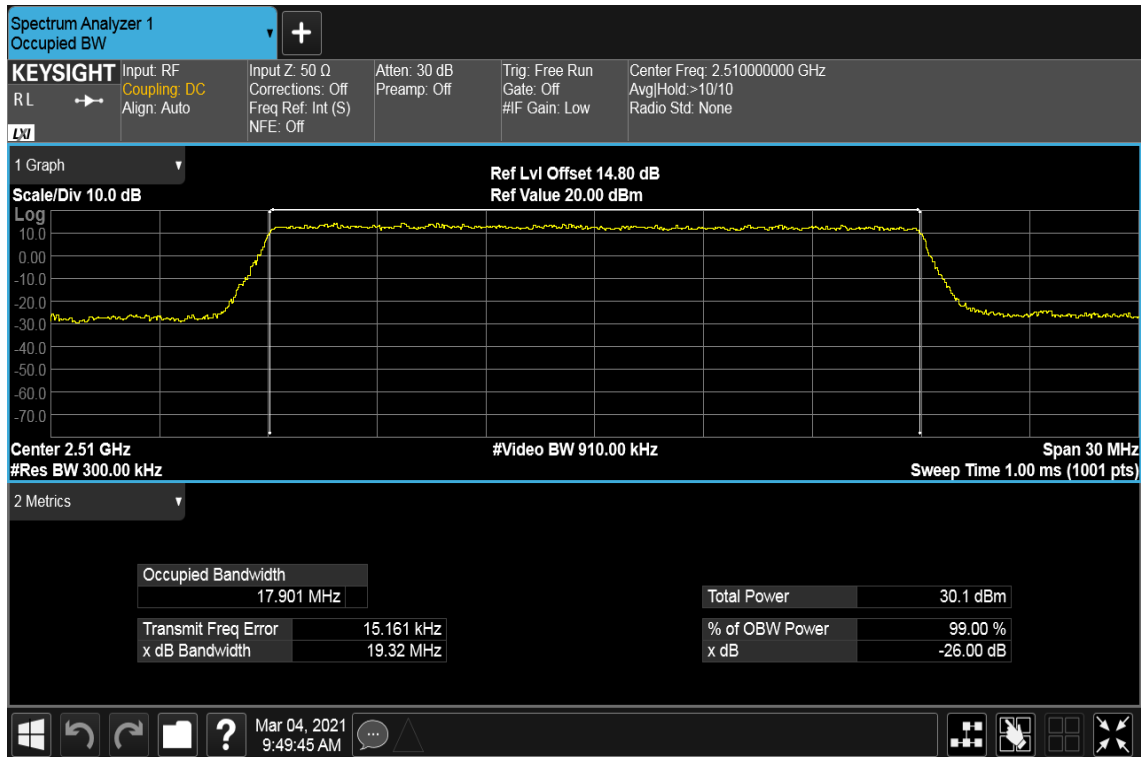 Spectrum Analyzer 1
Occupied BW
+
KEYSIGHT
R L
LXI
Input: RF
Coupling: DC
Align: Auto
Input Z: 50 Ω
Corrections: Off
Freq Ref: Int (S)
NFE: Off
Atten: 30 dB
Preamp: Off
Trig: Free Run
Gate: Off
#IF Gain: Low
Center Freq: 2.510000000 GHz
Avg|Hold:>10/10
Radio Std: None
1 Graph
Scale/Div 10.0 dB
Ref Lvl Offset 14.80 dB
Ref Value 20.00 dBm
Log
10.0
0.00
-10.0
-20.0
-30.0
-40.0
-50.0
-60.0
-70.0
Center 2.51 GHz
#Video BW 910.00 kHz
Span 30 MHz
#Res BW 300.00 kHz
Sweep Time 1.00 ms (1001 pts)
2 Metrics
Occupied Bandwidth
17.901 MHz
Transmit Freq Error 15.161 kHz
x dB Bandwidth 19.32 MHz
Total Power 30.1 dBm
% of OBW Power 99.00 %
x dB -26.00 dB
?
Mar 04, 2021
9:49:45 AM